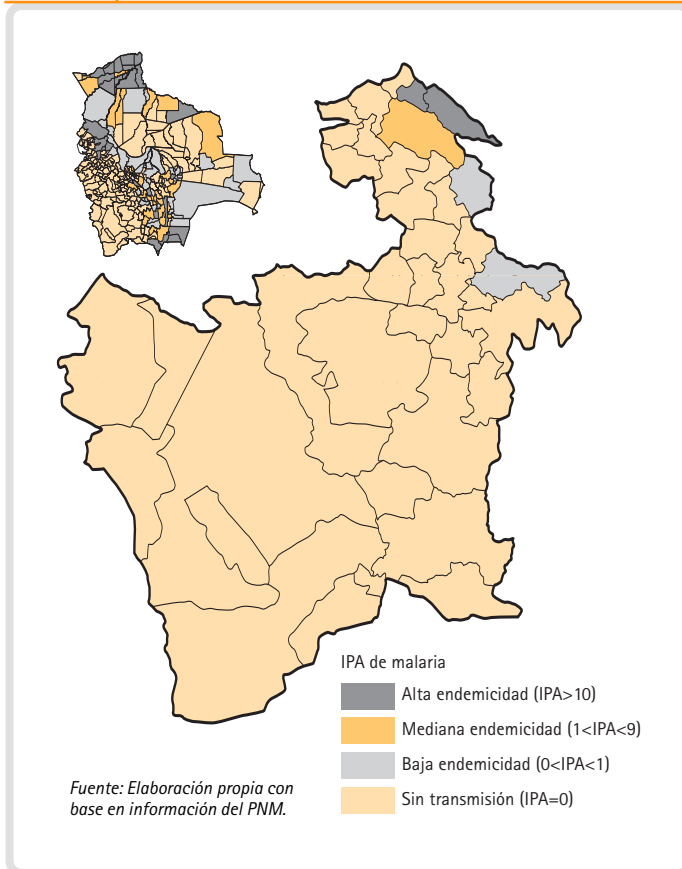 IPA de malaria
Alta endemicidad (IPA>10)
Mediana endemicidad (1<IPA<9)
Baja endemicidad (0<IPA<1)
Sin transmisión (IPA=0)
Fuente: Elaboración propia con
base en información del PNM.